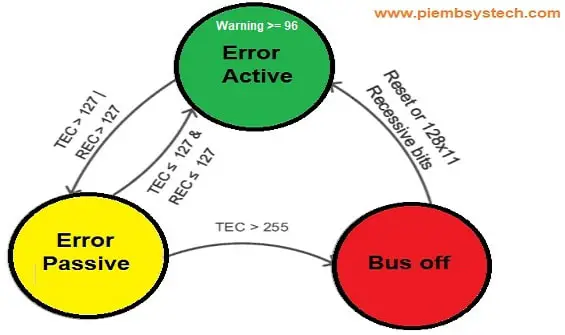 www.piembsystech.com
Warning >= 96
Error
Active
TEC > 127 |
REC > 127
TEC ≤ 127 &
REC ≤ 127
Reset or 128x11
Recessive bits
Error
Passive
TEC > 255
Bus off